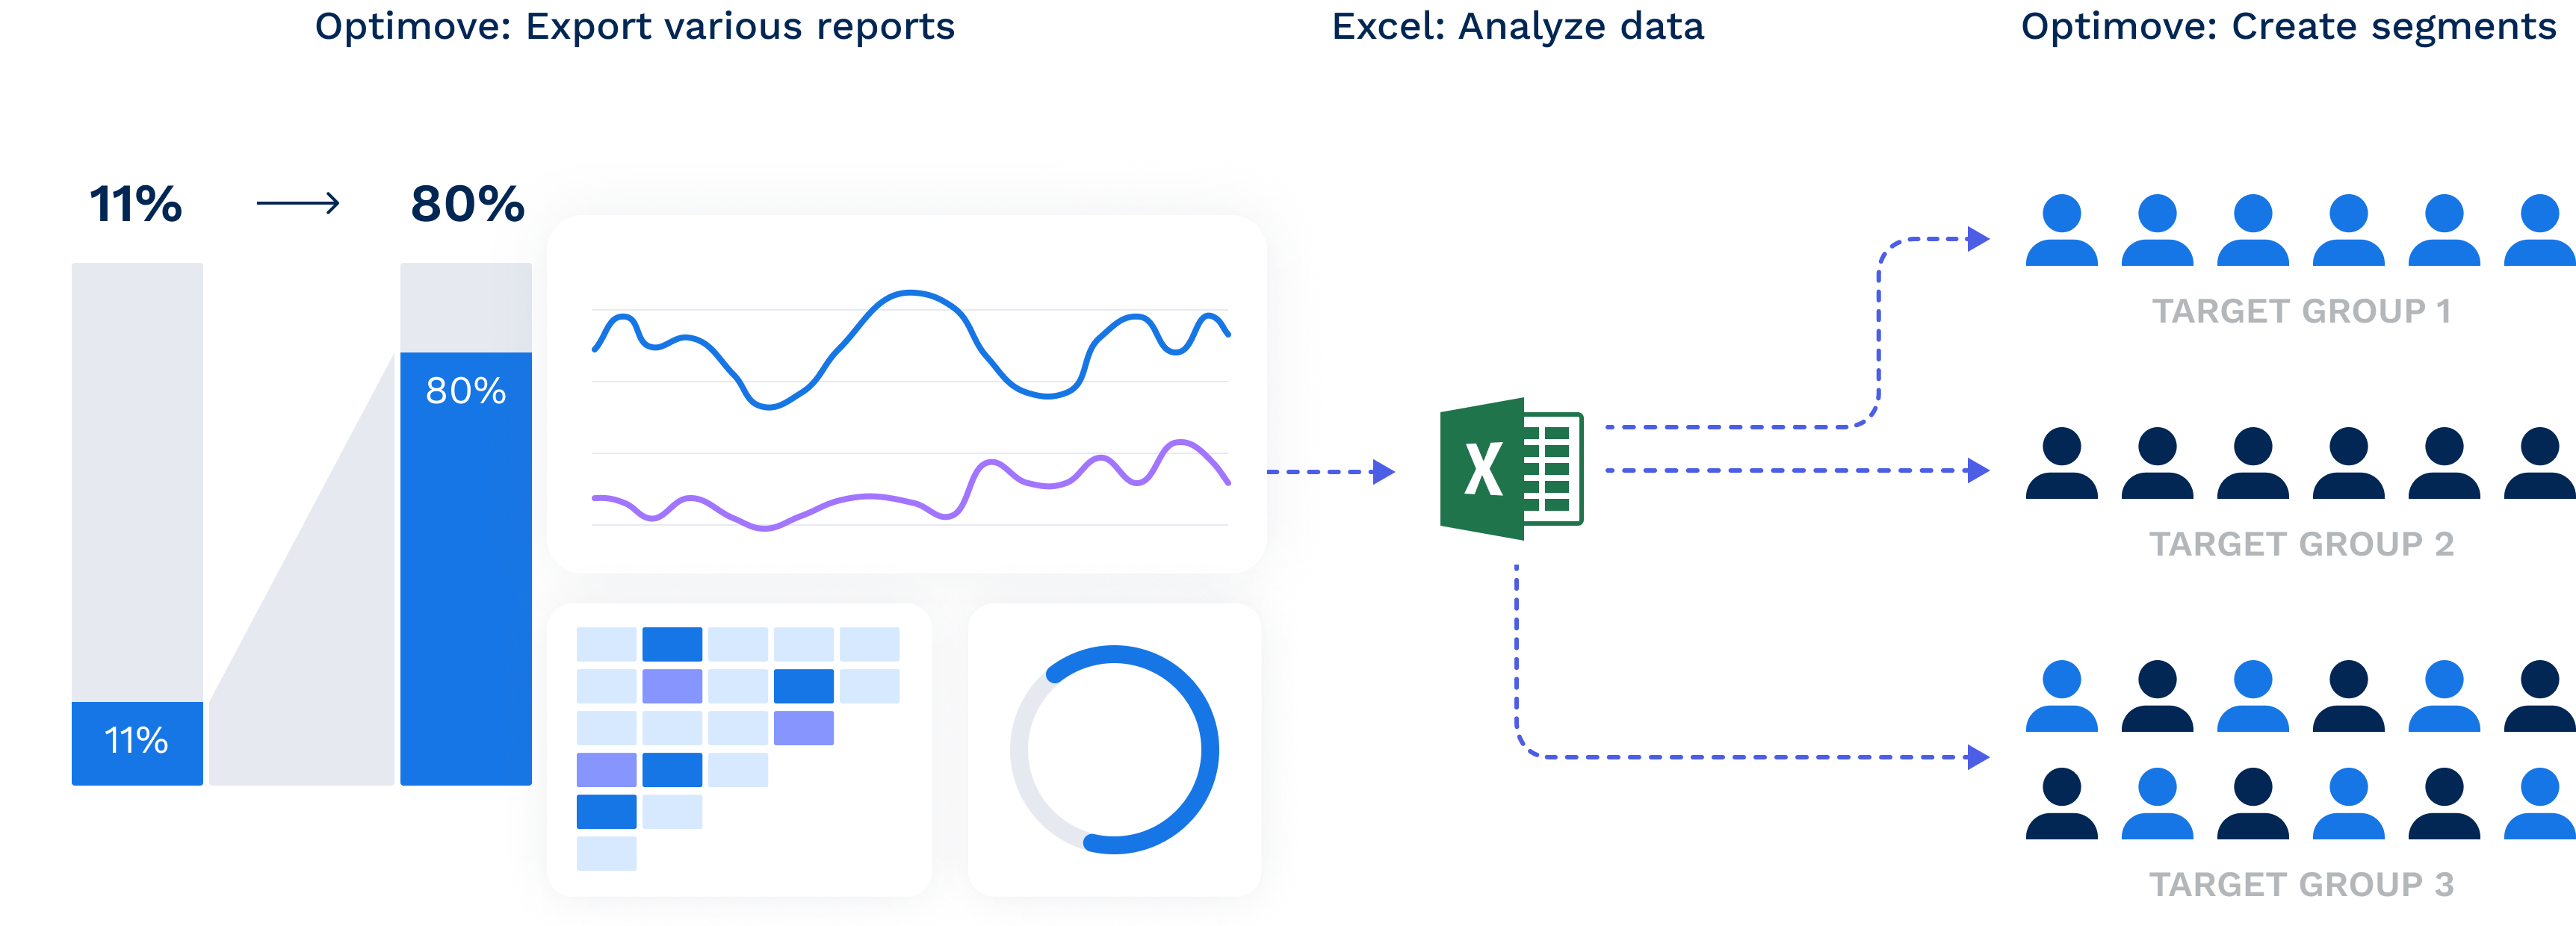 Optimove: Export various reports
Excel: Analyze data
Optimove: Create segments
11%
80%
80%
11%
X
TARGET GROUP 1
TARGET GROUP 2
TARGET GROUP 3